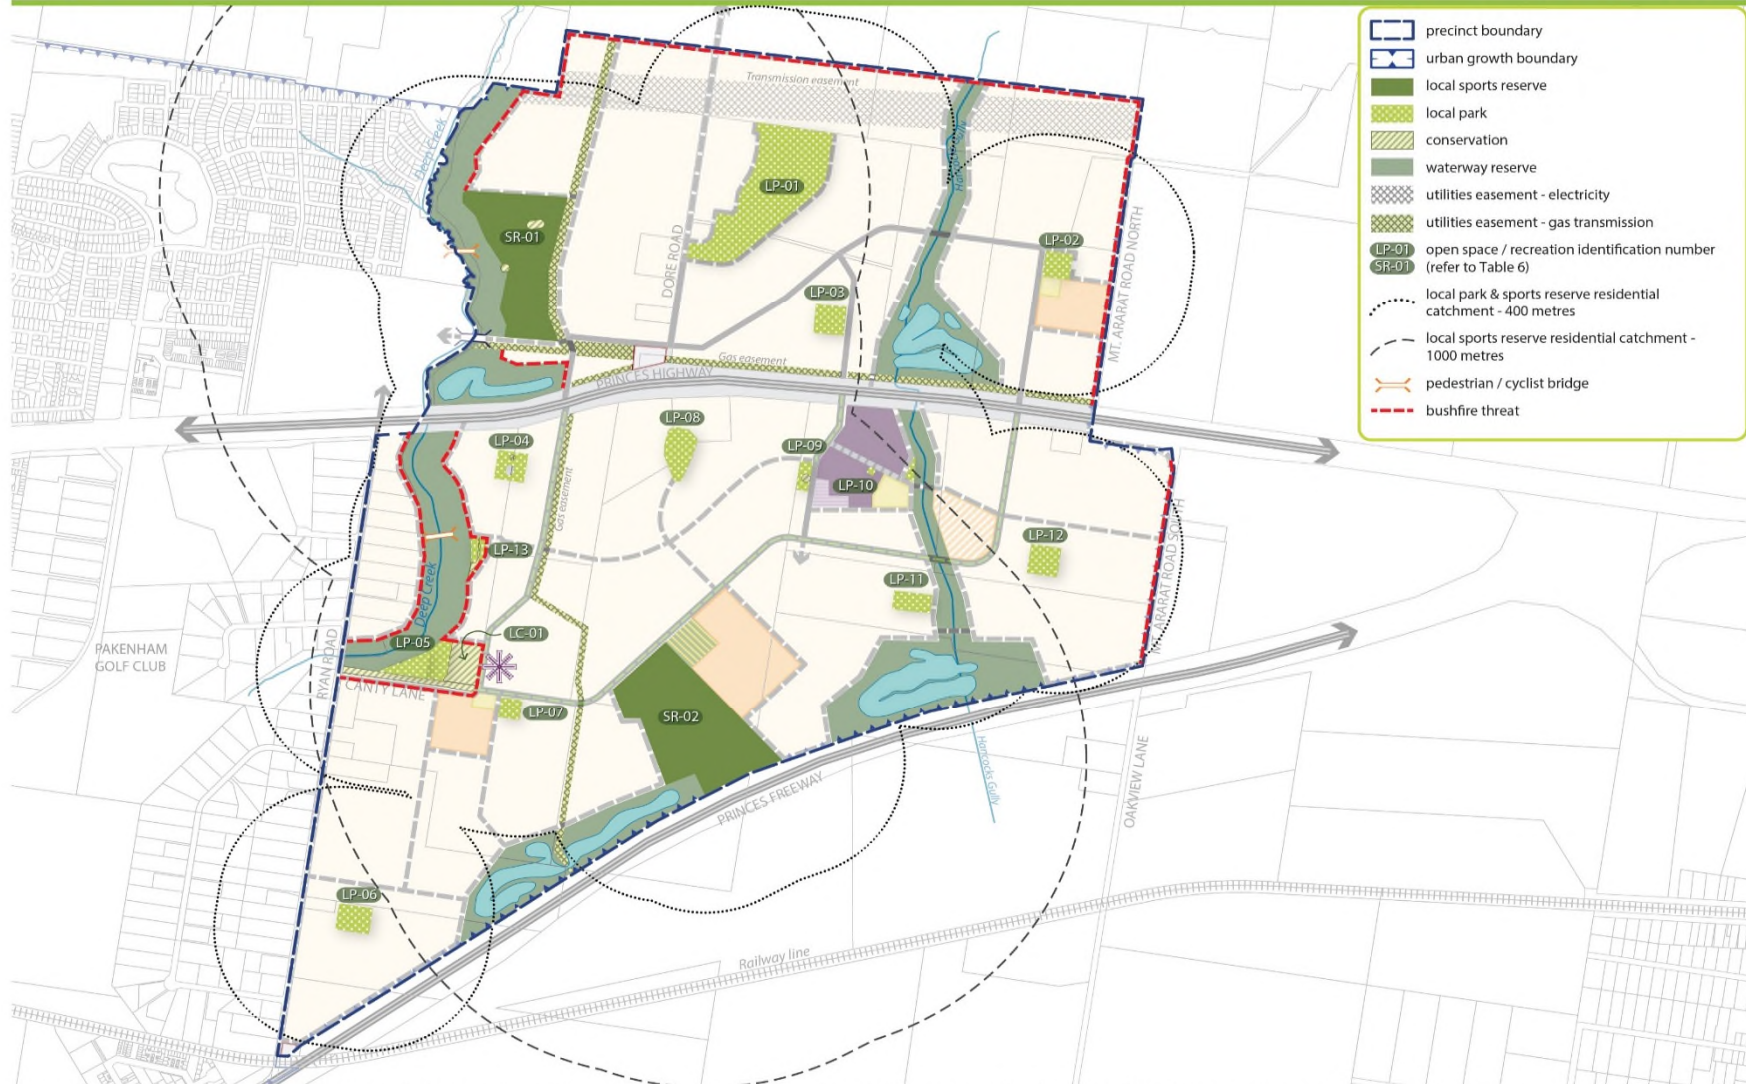 precinct boundary
urban growth boundary
local sports reserve
local park
conservation
waterway reserve
utilities easement - electricity
utilities easement - gas transmission
LP-01
SR-01
open space / recreation identification number
(refer to Table 6)
local park & sports reserve residential
catchment - 400 metres
local sports reserve residential catchment -
1000 metres
pedestrian / cyclist bridge
bushfire threat
Transmission easement
Deep Creek
LP-01
SR-01
DORE ROAD
LP-02
MT. ARARAT ROAD NORTH
LP-03
Gas easement
PRINCES HIGHWAY
LP-08
LP-04
LP-09
LP-10
Gas easement
LP-13
LP-12
LP-11
Deep Creek
LP-05
LC-01
PAKENHAM
GOLF CLUB
RYAN ROAD
CANTY LANE
LP-07
SR-02
Hancocks Gully
OAKVIEW LANE
PRINCES FREEWAY
LP-06
Railway line